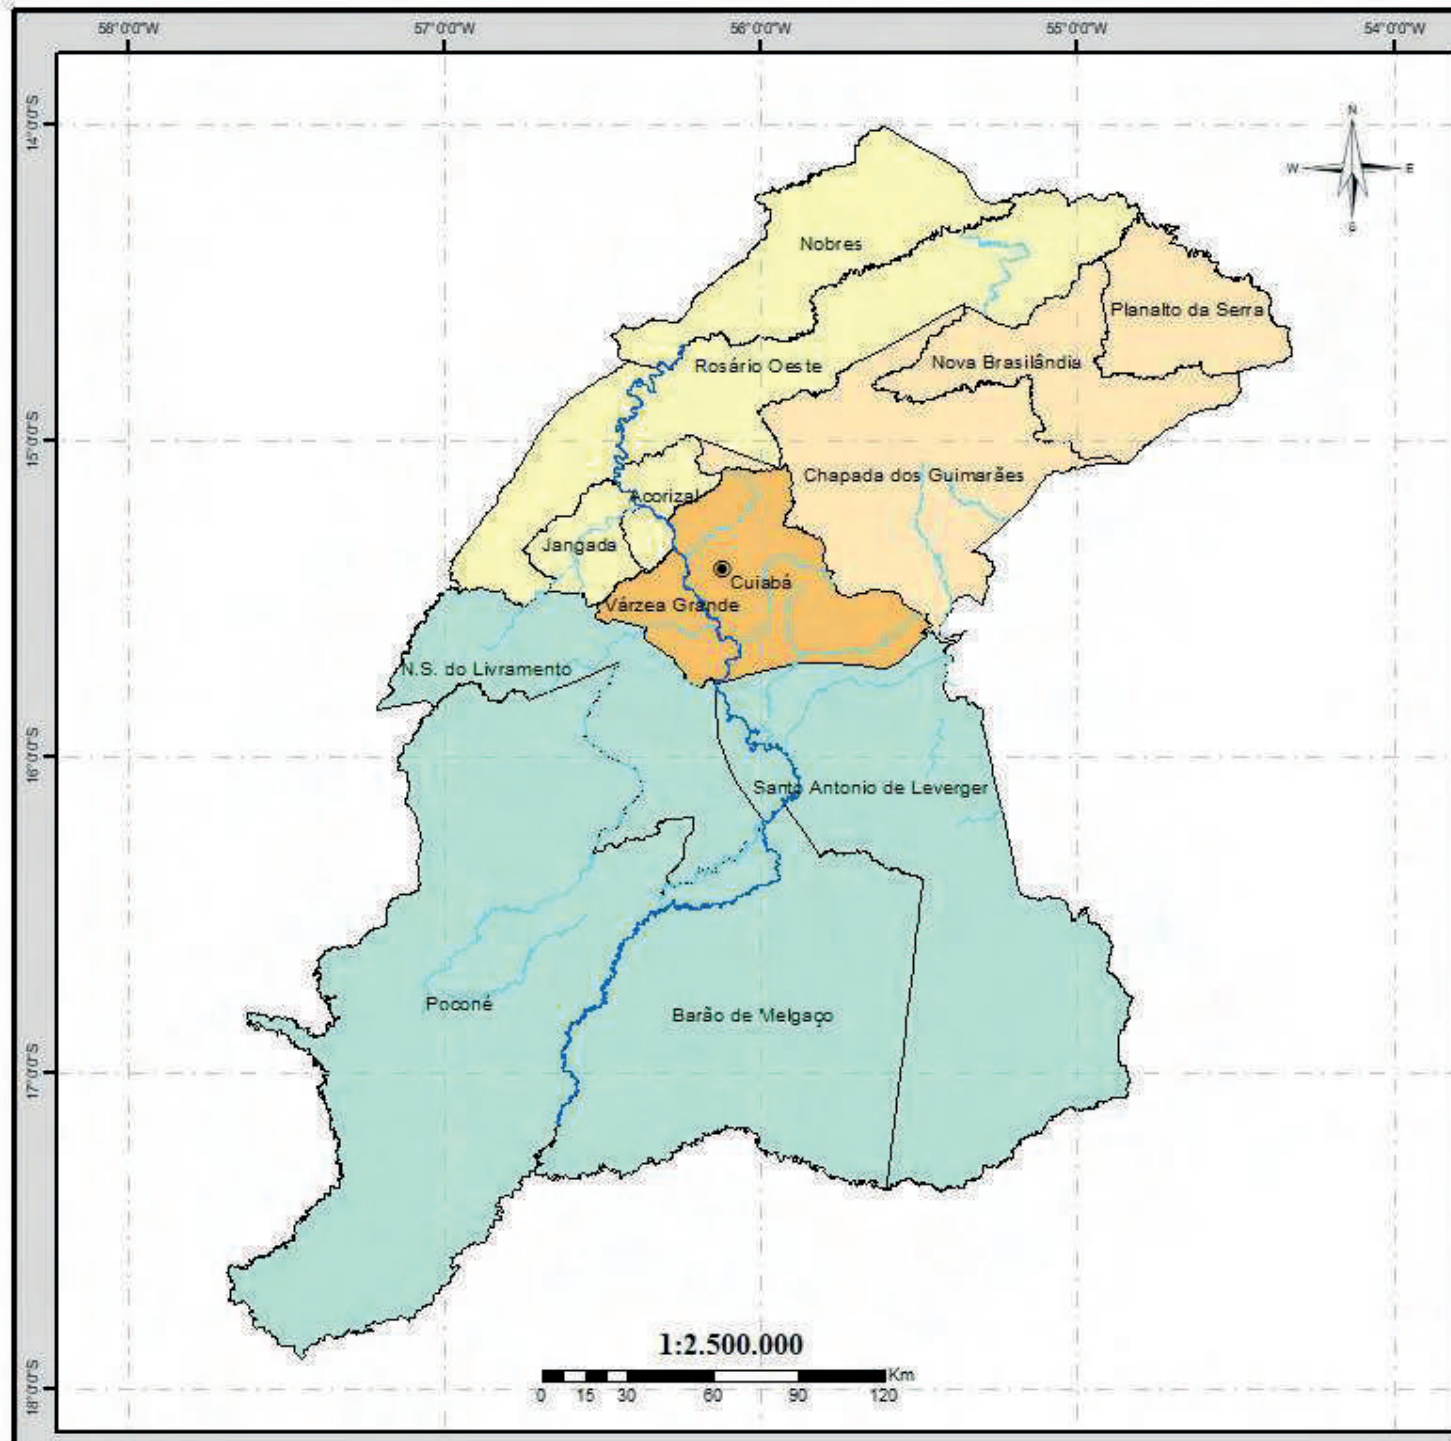 58°0'0"W 57°0'0"W 56°0'0"W 55°0'0"W 54°0'0"W
14°0'0"S
N
W E
S
Nobres
Planalto da Serra
Nova Brasilândia
Rosário Oeste
15°0'0"S
Chapada dos Guimarães
Acorizal
Jangada
Cuiabá
Várzea Grande
N.S. do Livramento
16°0'0"S
Santo Antonio de Leverger
Poconé
Barão de Melgaço
17°0'0"S
1:2.500.000
Km
0 15 30 60 90 120
18°0'0"S